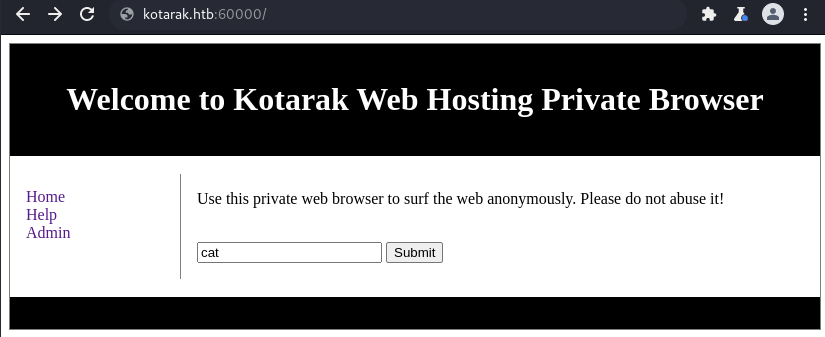 kotarak.htb:60000/
Welcome to Kotarak Web Hosting Private Browser
Home
Help
Admin
Use this private web browser to surf the web anonymously. Please do not abuse it!
cat Submit